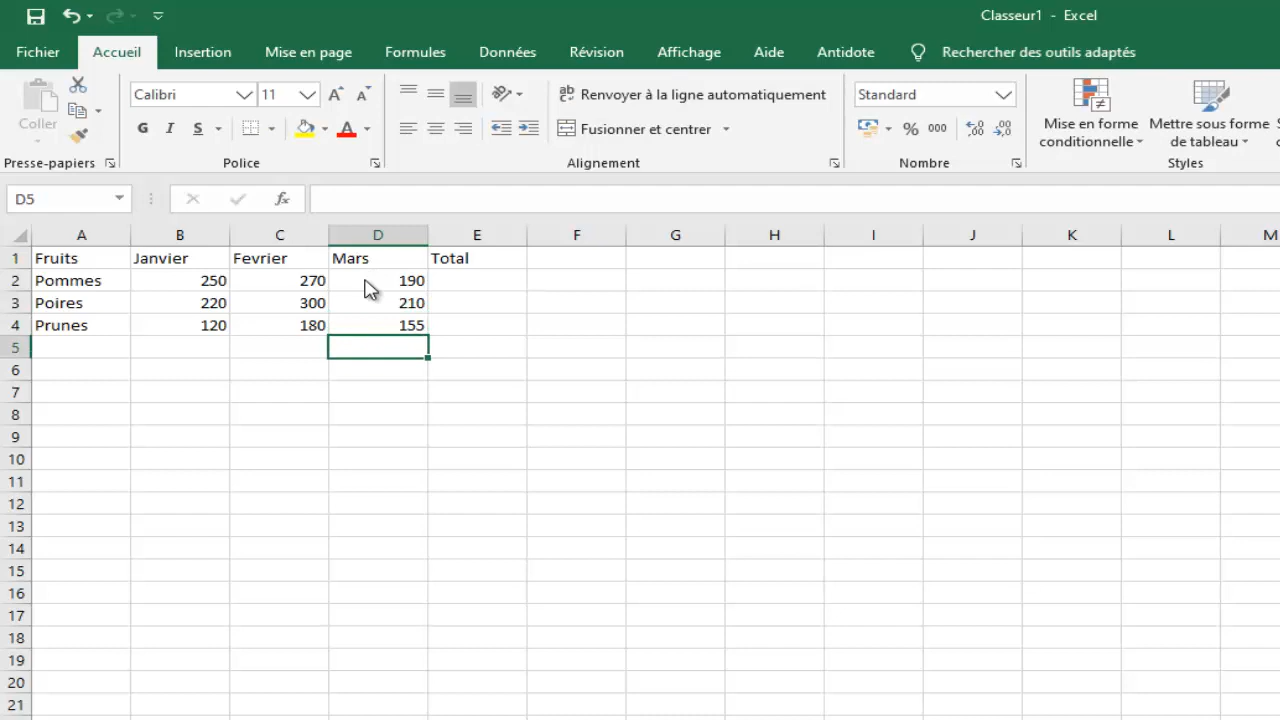 Classeur1 - Excel
Fichier Accueil Insertion Mise en page Formules Données Révision Affichage Aide Antidote Rechercher des outils adaptés
Coller
Presse-papiers
Calibri 11
G I S A
Police
Renvoyer à la ligne automatiquement
Fusionner et centrer
Alignement
Standard
% 000
Nombre
Mise en forme conditionnelle
Mettre sous forme de tableau
Styles
D5 fx
A B C D E F G H I J K L M
1 Fruits Janvier Fevrier Mars Total
2 Pommes 250 270 190
3 Poires 220 300 210
4 Prunes 120 180 155
5
6
7
8
9
10
11
12
13
14
15
16
17
18
19
20
21